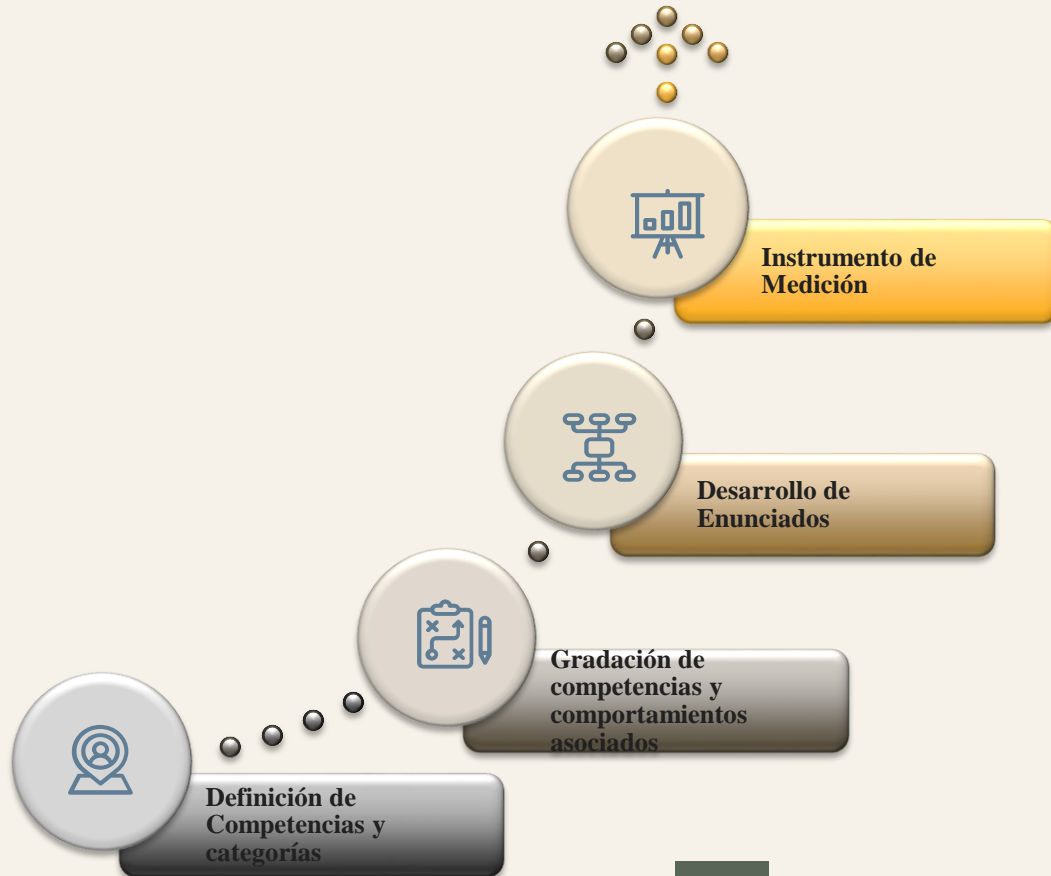 Instrumento de
Medición
Desarrollo de
Enunciados
Gradación de
competencias y
comportamientos
asociados
Definición de
Competencias y
categorías